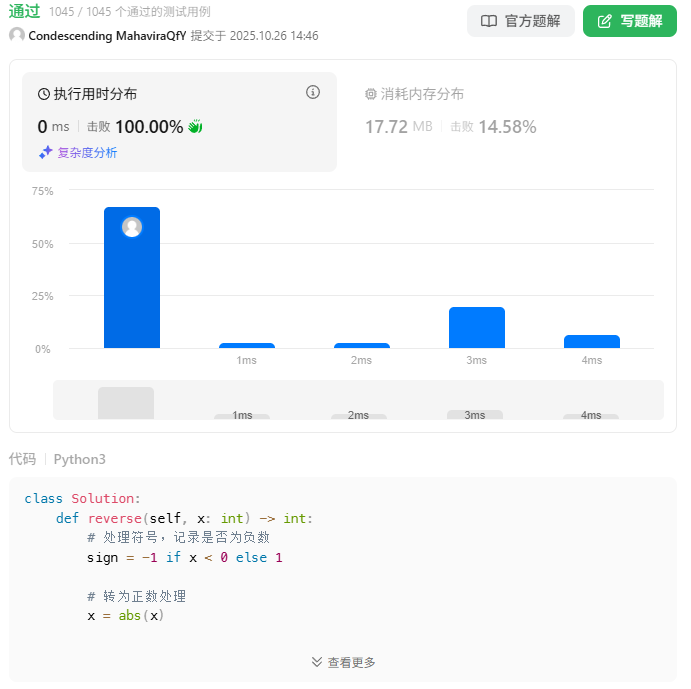 通过 1045 / 1045 个通过的测试用例
官方题解
写题解
Condescending MahaviraQfY 提交于 2025.10.26 14:46
执行用时分布
消耗内存分布
0 ms 击败 100.00%
17.72 MB 击败 14.58%
复杂度分析
75%
50%
25%
0%
1ms 2ms 3ms 4ms
1ms 2ms 3ms 4ms
代码 Python3
class Solution:
    def reverse(self, x: int) -> int:
        # 处理符号，记录是否为负数
        sign = -1 if x < 0 else 1
        # 转为正数处理
        x = abs(x)
查看更多